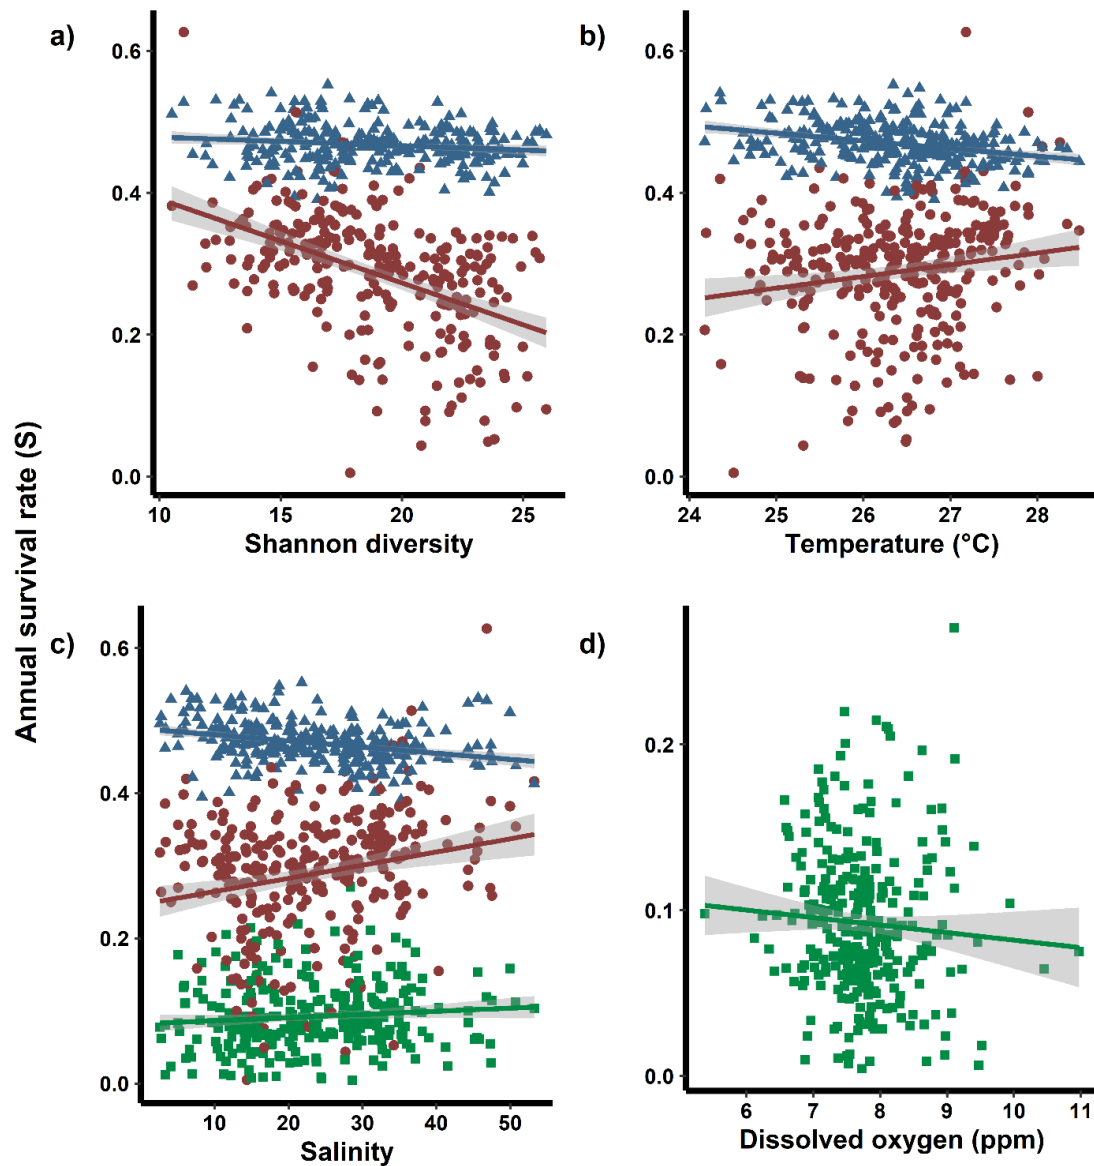 a)
0.6
0.4
0.2
0.0
10 15 20 25
Shannon diversity
b)
0.6
0.4
0.2
0.0
24 25 26 27 28
Temperature (°C)
Annual survival rate (S)
c)
0.6
0.4
0.2
0.0
10 20 30 40 50
Salinity
d)
0.2
0.1
0.0
6 7 8 9 10 11
Dissolved oxygen (ppm)